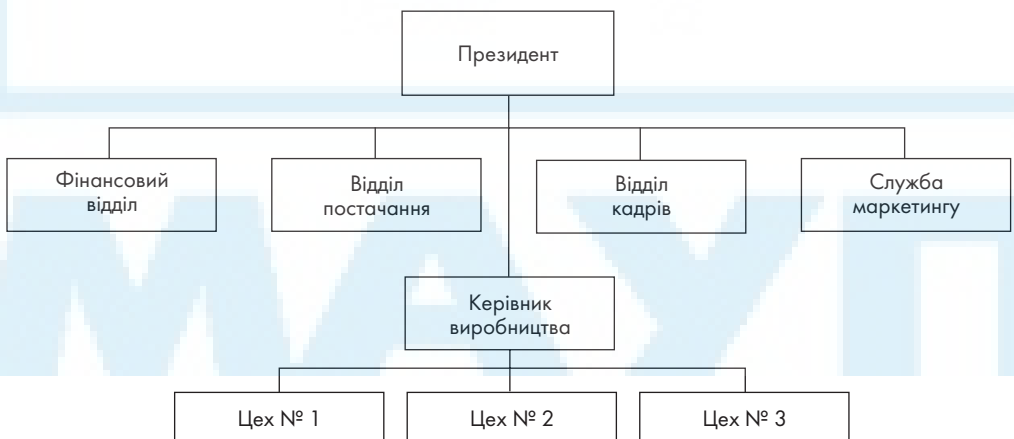 Президент
Фінансовий
відділ
Відділ
постачання
Відділ
кадрів
Служба
маркетингу
Керівник
виробництва
Цех № 1
Цех № 2
Цех № 3
МАУП